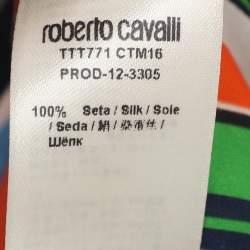 roberto cavalli
TTT771 CTM16
PROD-12-3305
100% Seta / Silk / Soie
/ Seda / 絹 / 桑蚕丝 /
Шёлк